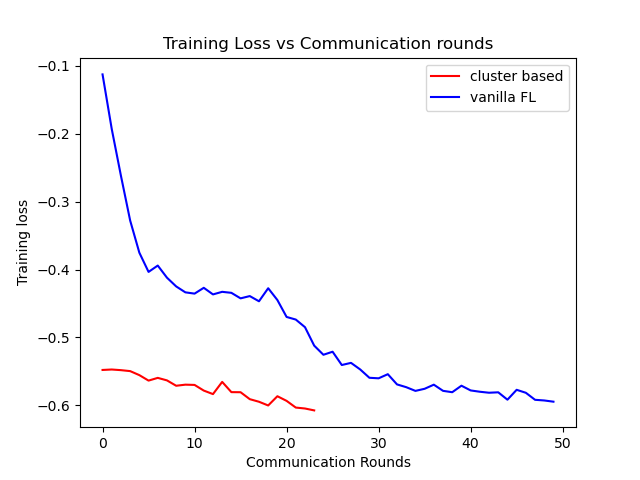 Training Loss vs Communication rounds
cluster based
vanilla FL
−0.1
−0.2
−0.3
−0.4
−0.5
−0.6
Training loss
0 10 20 30 40 50
Communication Rounds